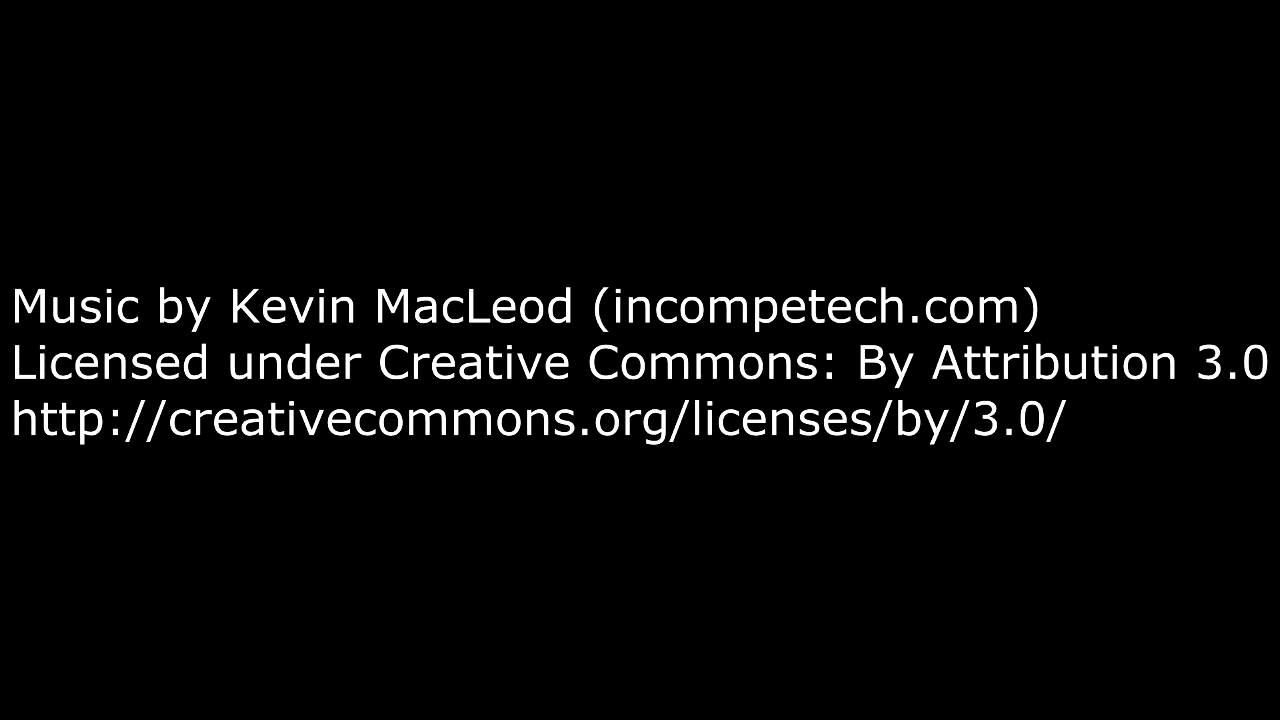 Music by Kevin MacLeod (incompetech.com)
Licensed under Creative Commons: By Attribution 3.0
http://creativecommons.org/licenses/by/3.0/